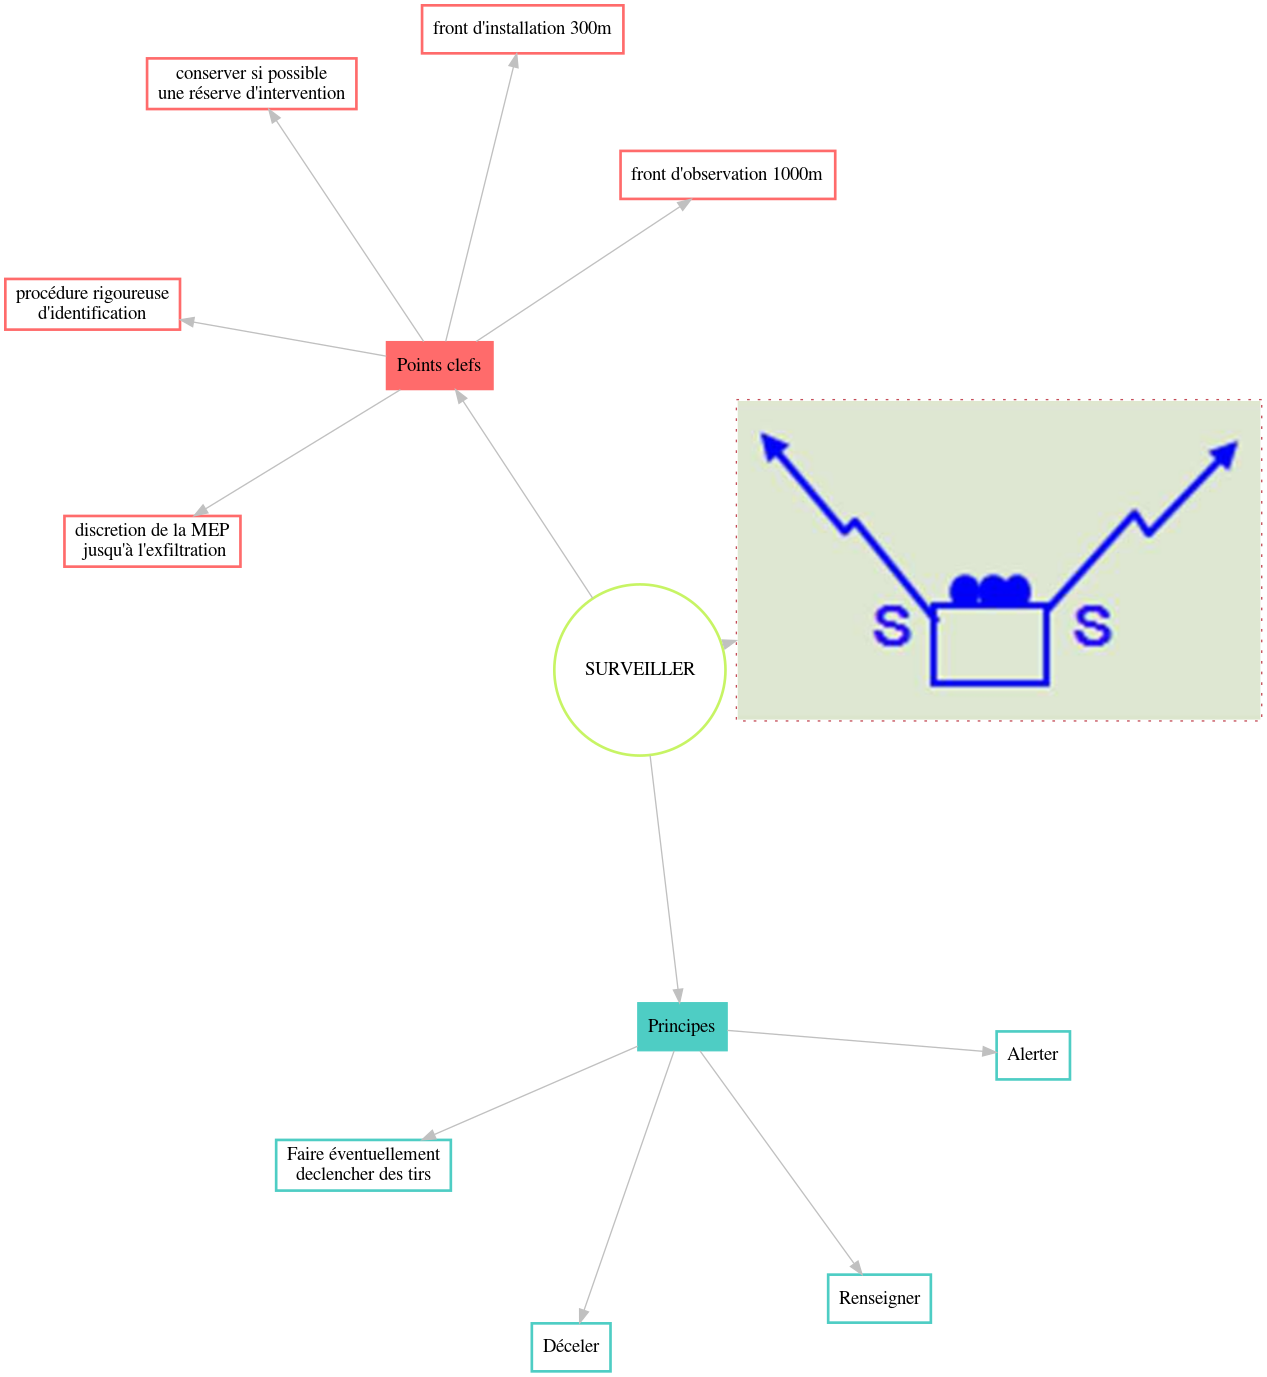 front d'installation 300m
conserver si possible
une réserve d'intervention
front d'observation 1000m
procédure rigoureuse
d'identification
Points clefs
discretion de la MEP
jusqu'à l'exfiltration
SURVEILLER
S
S
Principes
Alerter
Faire éventuellement
declencher des tirs
Renseigner
Déceler